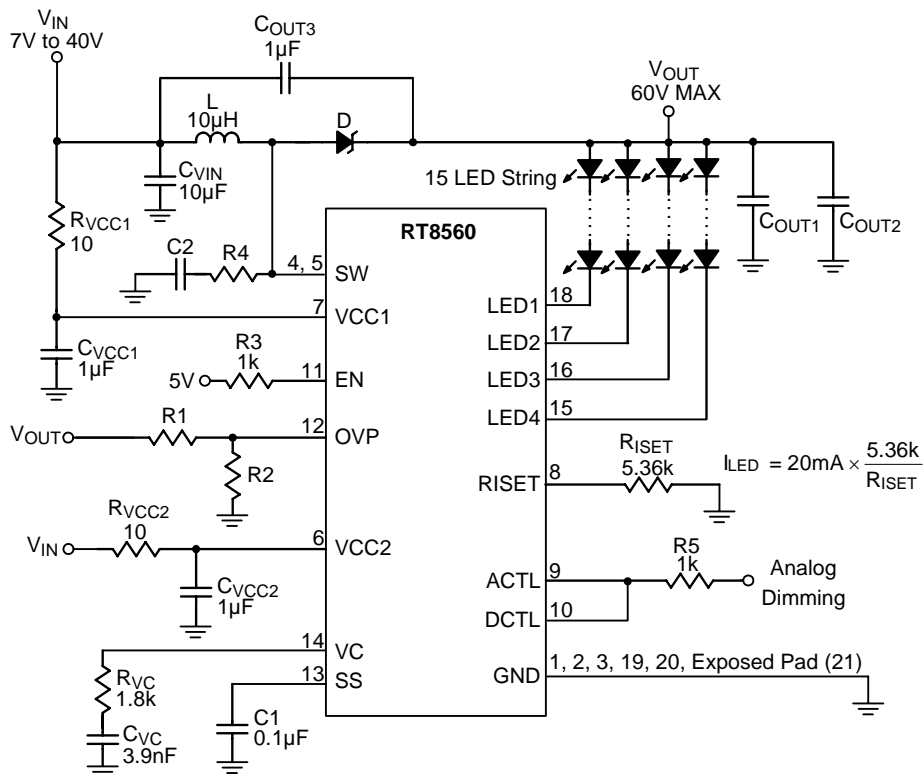 VIN
7V to 40V
COUT3
1µF
VOUT
60V MAX
L
10µH
D
CVIN
10µF
15 LED String
RVCC1
10
COUT1
COUT2
RT8560
C2
R4
4, 5
SW
LED1
18
7
VCC1
LED2
17
CVCC1
1µF
R3
1k
5V
11
EN
LED3
16
LED4
15
R1
VOUT
12
OVP
R2
RISET
5.36k
RISET
8
ILED = 20mA × 5.36k / RISET
RVCC2
10
VIN
6
VCC2
CVCC2
1µF
R5
1k
ACTL
9
Analog
Dimming
DCTL
10
14
VC
RVC
1.8k
13
SS
GND
1, 2, 3, 19, 20, Exposed Pad (21)
C1
0.1µF
CVC
3.9nF